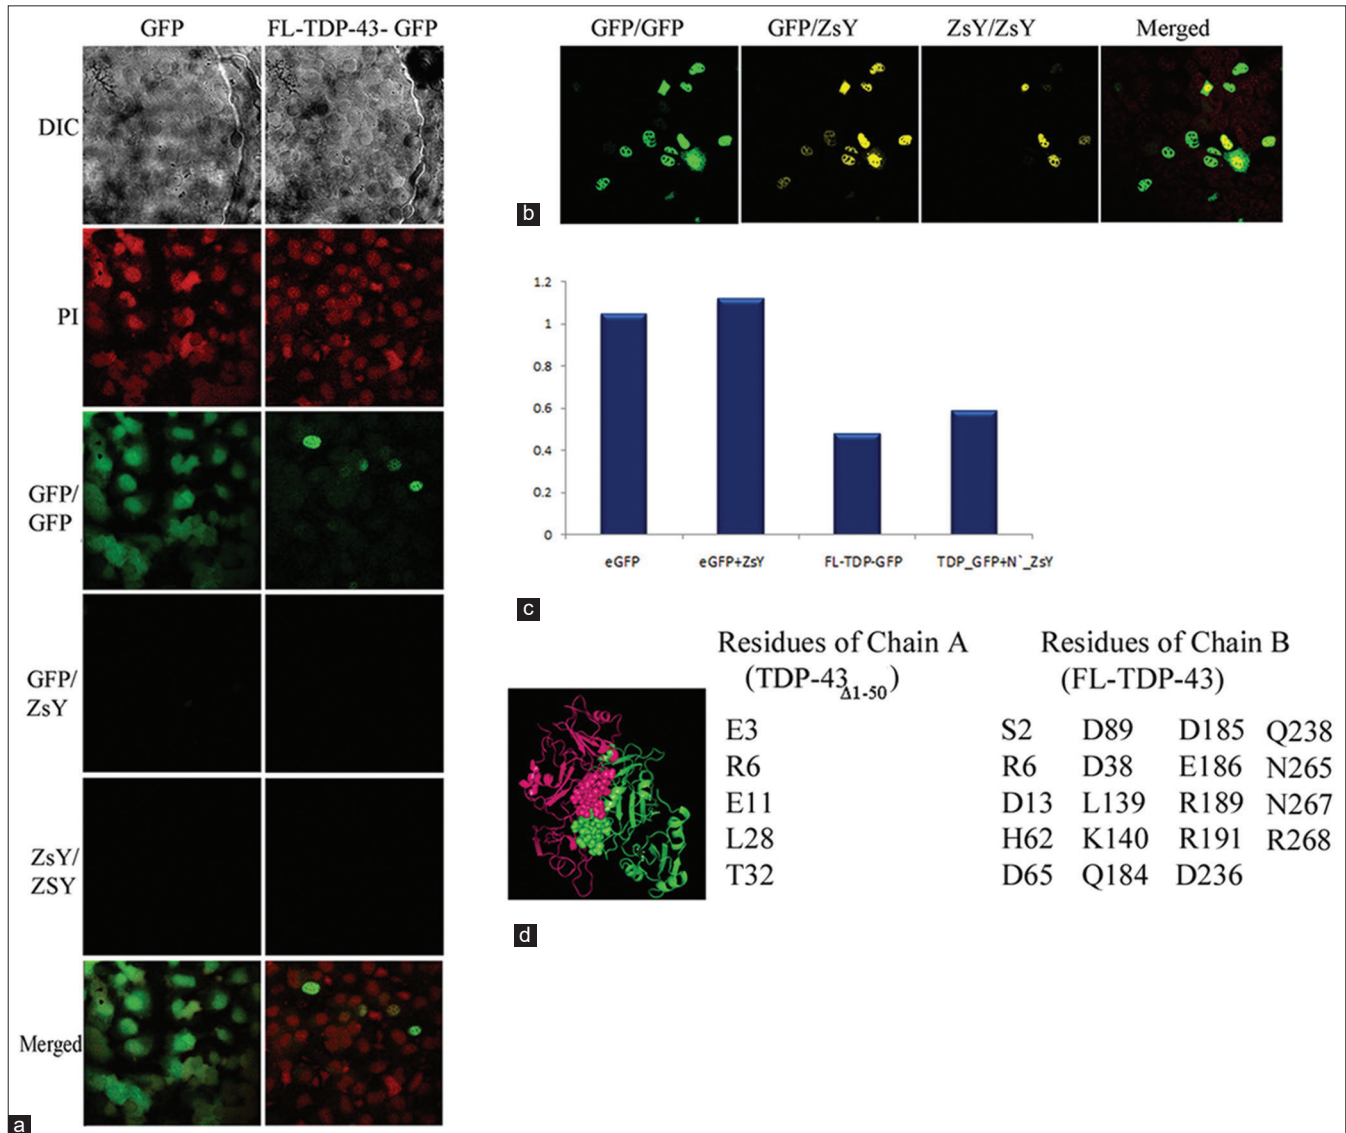 GFP FL-TDP-43- GFP
DIC
PI
GFP/
GFP
GFP/
ZsY
ZsY/
ZSY
Merged
a
GFP/GFP GFP/ZsY ZsY/ZsY Merged
b
1.2
1
0.8
0.6
0.4
0.2
0
eGFP eGFP+ZsY FL-TDP-GFP TDP_GFP+N`_ZsY
c
Residues of Chain A
(TDP-43Δ1-50)
E3
R6
E11
L28
T32
Residues of Chain B
(FL-TDP-43)
S2 D89 D185 Q238
R6 D38 E186 N265
D13 L139 R189 N267
H62 K140 R191 R268
D65 Q184 D236
d